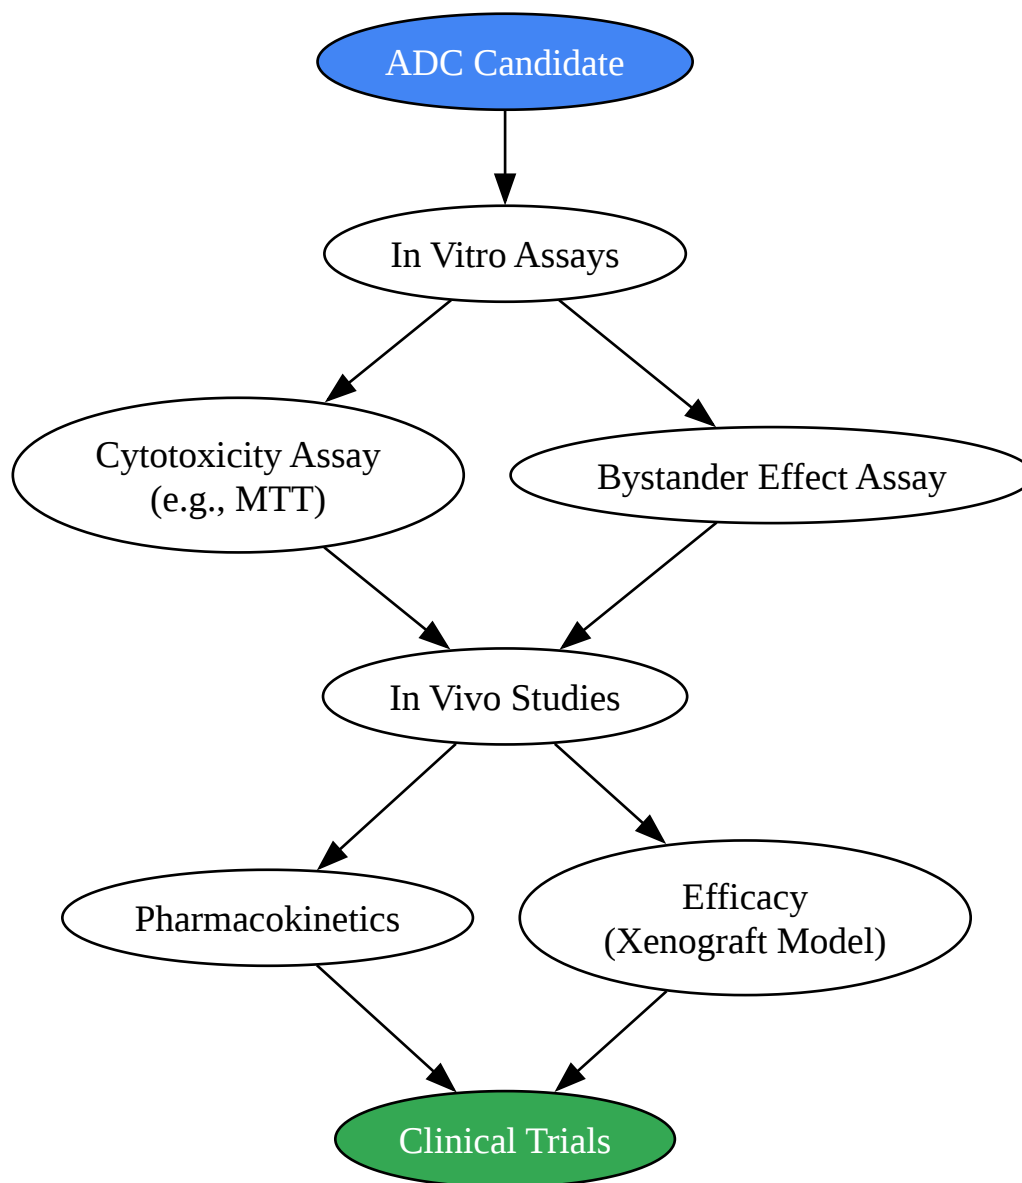 ADC Candidate
In Vitro Assays
Cytotoxicity Assay
(e.g., MTT)
Bystander Effect Assay
In Vivo Studies
Pharmacokinetics
Efficacy
(Xenograft Model)
Clinical Trials